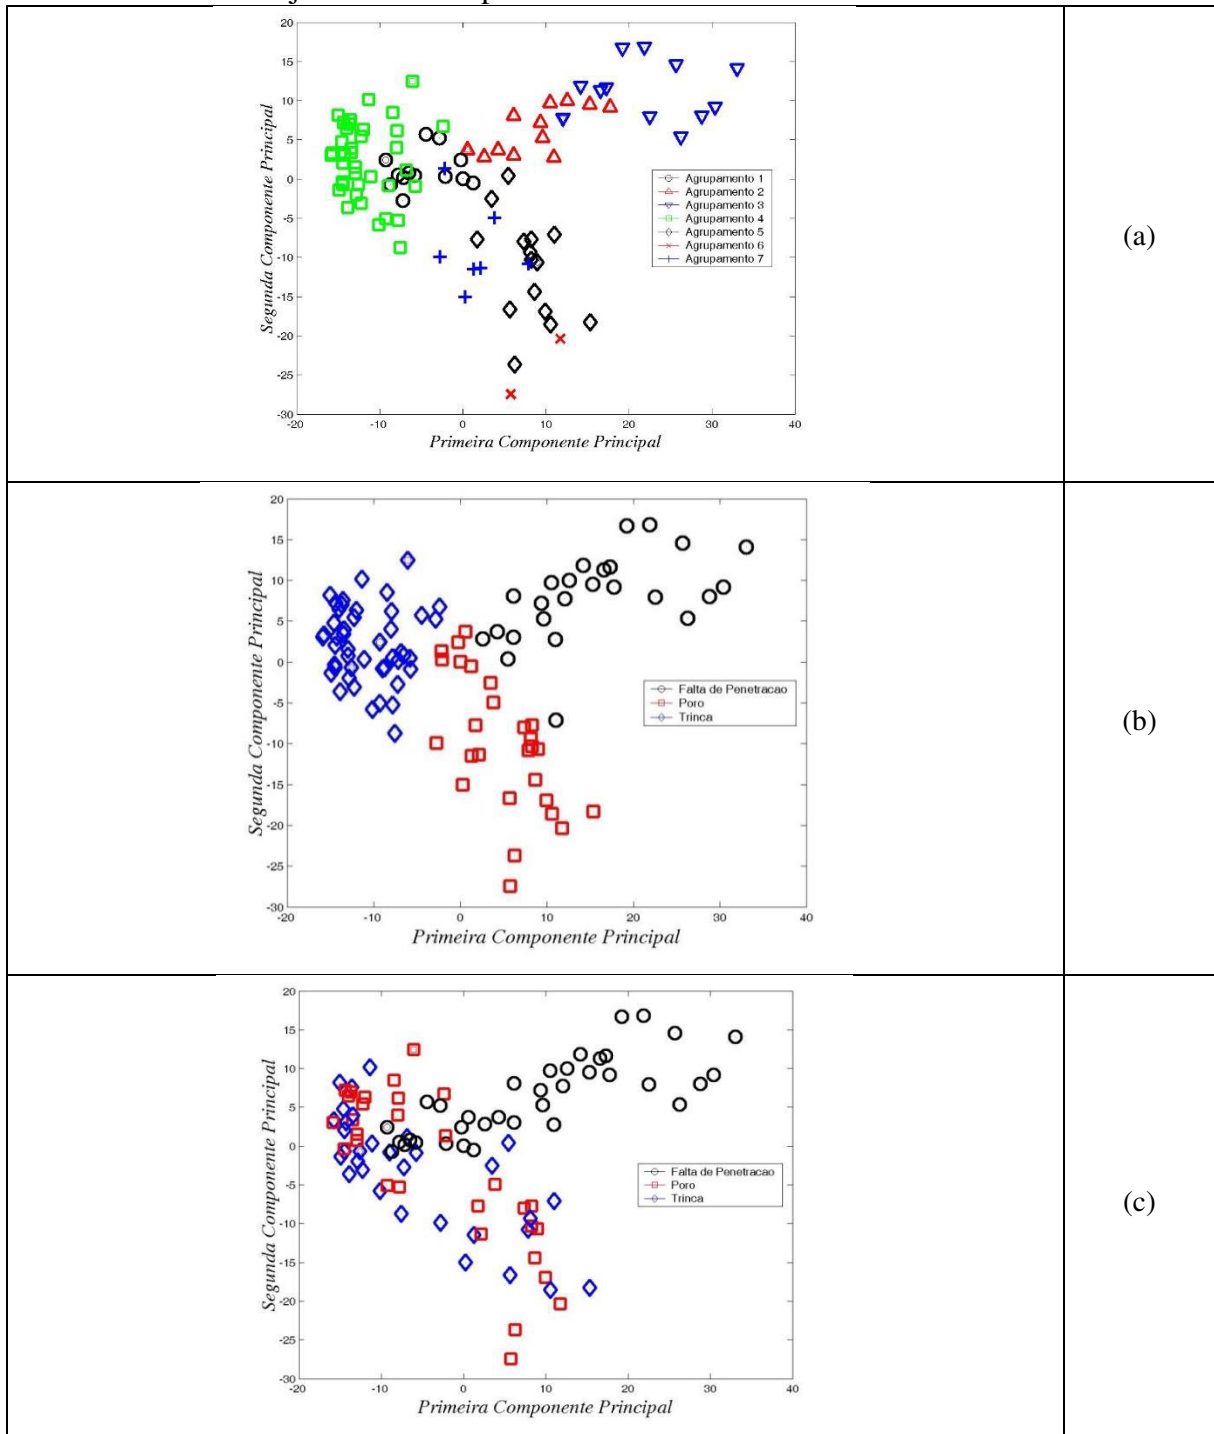 20
15
10
5
0
-5
-10
-15
-20
-25
-30
-20
-10
0
10
20
30
40
Segunda Componente Principal
Primeira Componente Principal
Agrupamento 1
Agrupamento 2
Agrupamento 3
Agrupamento 4
Agrupamento 5
Agrupamento 6
Agrupamento 7
(a)
20
15
10
5
0
-5
-10
-15
-20
-25
-30
-20
-10
0
10
20
30
40
Segunda Componente Principal
Primeira Componente Principal
Falta de Penetracao
Poro
Trinca
(b)
20
15
10
5
0
-5
-10
-15
-20
-25
-30
-20
-10
0
10
20
30
40
Segunda Componente Principal
Primeira Componente Principal
Falta de Penetracao
Poro
Trinca
(c)